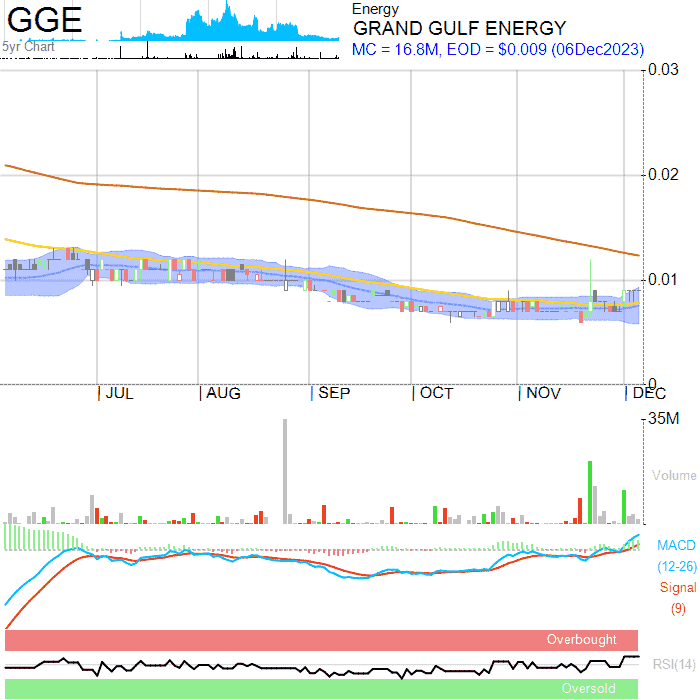 GGE
5yr Chart
Energy
GRAND GULF ENERGY
MC = 16.8M, EOD = $0.009 (06Dec2023)
0.03
0.02
0.01
0
JUL AUG SEP OCT NOV DEC
35M
Volume
MACD
(12-26)
Signal
(9)
Overbought
RSI(14)
Oversold